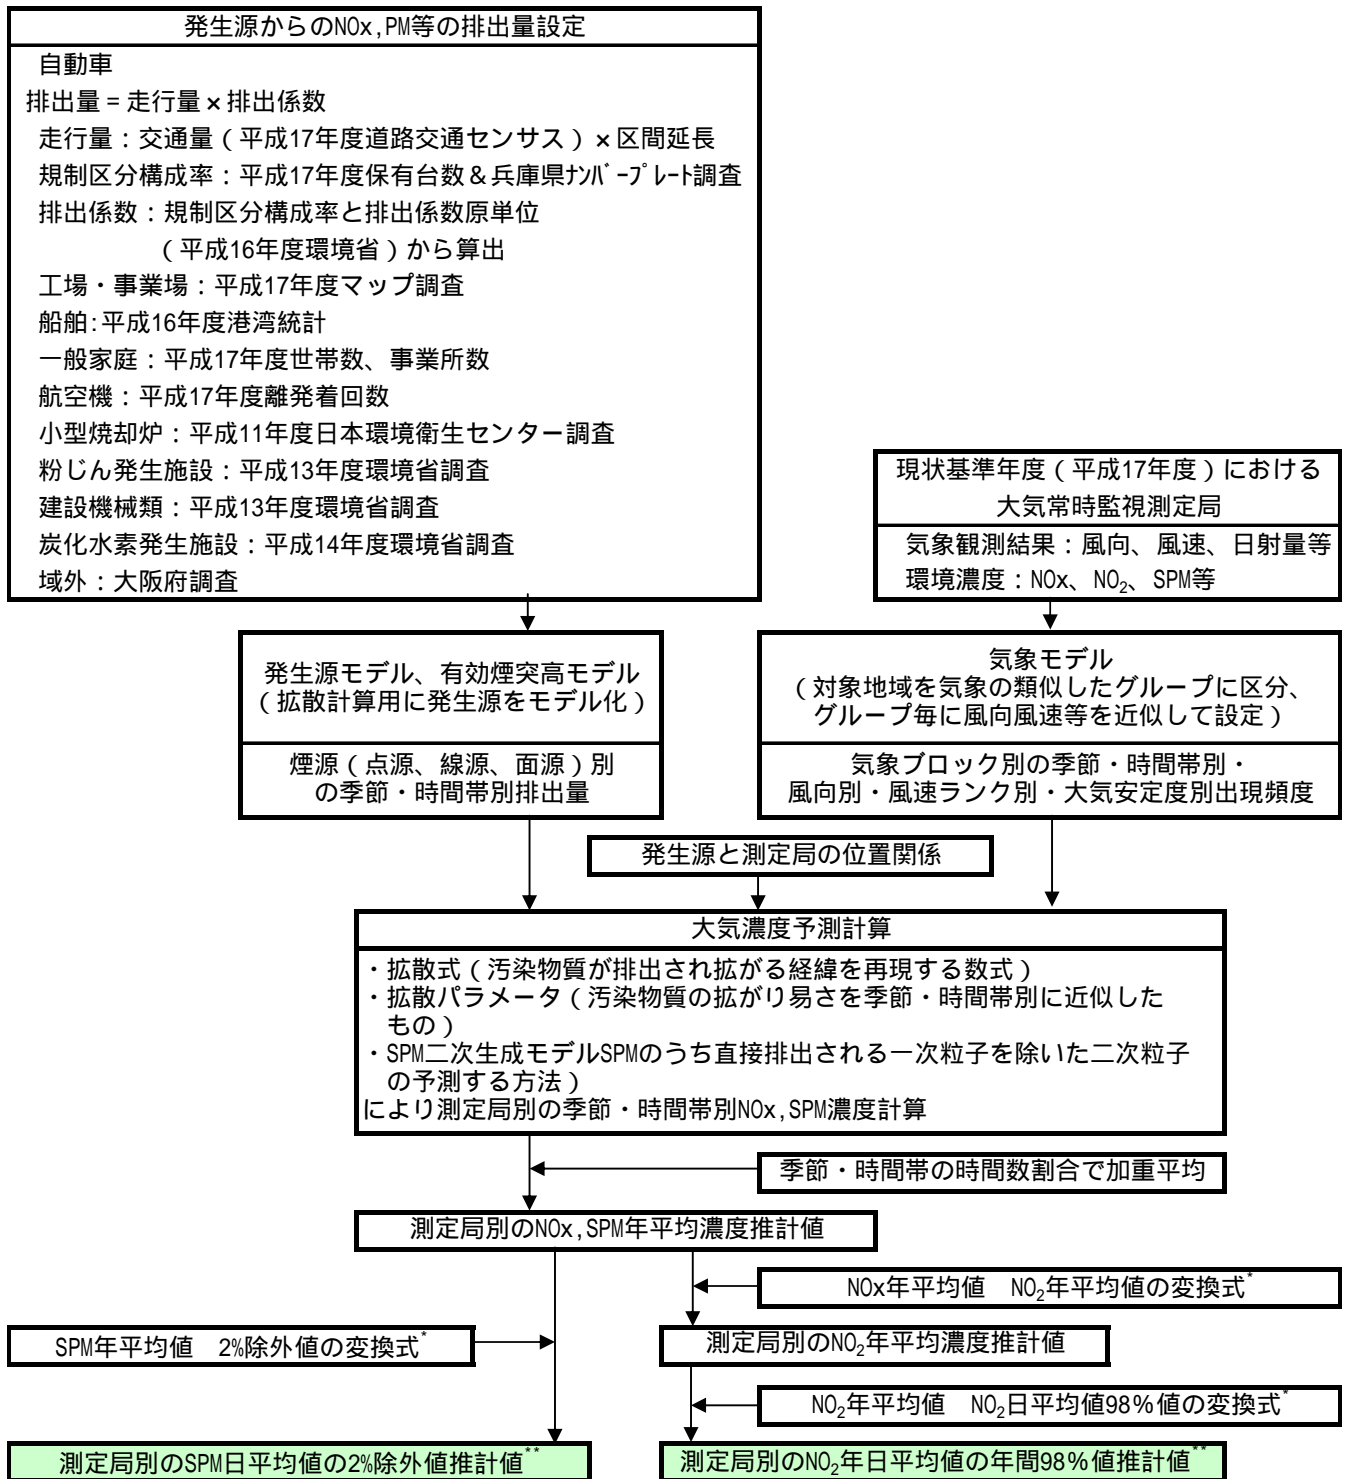 発生源からのNOx,PM等の排出量設定
自動車
排出量=走行量×排出係数
走行量：交通量（平成17年度道路交通センサス）×区間延長
規制区分構成率：平成17年度保有台数＆兵庫県ﾅﾝﾊﾞｰﾌﾟﾚｰﾄ調査
排出係数：規制区分構成率と排出係数原単位
（平成16年度環境省）から算出
工場・事業場：平成17年度マップ調査
船舶:平成16年度港湾統計
一般家庭：平成17年度世帯数、事業所数
航空機：平成17年度離発着回数
小型焼却炉：平成11年度日本環境衛生センター調査
粉じん発生施設：平成13年度環境省調査
建設機械類：平成13年度環境省調査
炭化水素発生施設：平成14年度環境省調査
域外：大阪府調査
現状基準年度（平成17年度）における
大気常時監視測定局
気象観測結果：風向、風速、日射量等
環境濃度：NOx、NO₂、SPM等
発生源モデル、有効煙突高モデル
（拡散計算用に発生源をモデル化）
煙源（点源、線源、面源）別
の季節・時間帯別排出量
気象モデル
（対象地域を気象の類似したグループに区分、
グループ毎に風向風速等を近似して設定）
気象ブロック別の季節・時間帯別・
風向別・風速ランク別・大気安定度別出現頻度
発生源と測定局の位置関係
大気濃度予測計算
・拡散式（汚染物質が排出され拡がる経緯を再現する数式）
・拡散パラメータ（汚染物質の拡がり易さを季節・時間帯別に近似した
もの）
・SPM二次生成モデルSPMのうち直接排出される一次粒子を除いた二次粒子
の予測する方法）
により測定局別の季節・時間帯別NOx,SPM濃度計算
季節・時間帯の時間数割合で加重平均
測定局別のNOx,SPM年平均濃度推計値
NOx年平均値　NO₂年平均値の変換式*
SPM年平均値　2%除外値の変換式*
測定局別のNO₂年平均濃度推計値
NO₂年平均値　NO₂日平均値98％値の変換式*
測定局別のSPM日平均値の2%除外値推計値**
測定局別のNO₂年日平均値の年間98％値推計値**